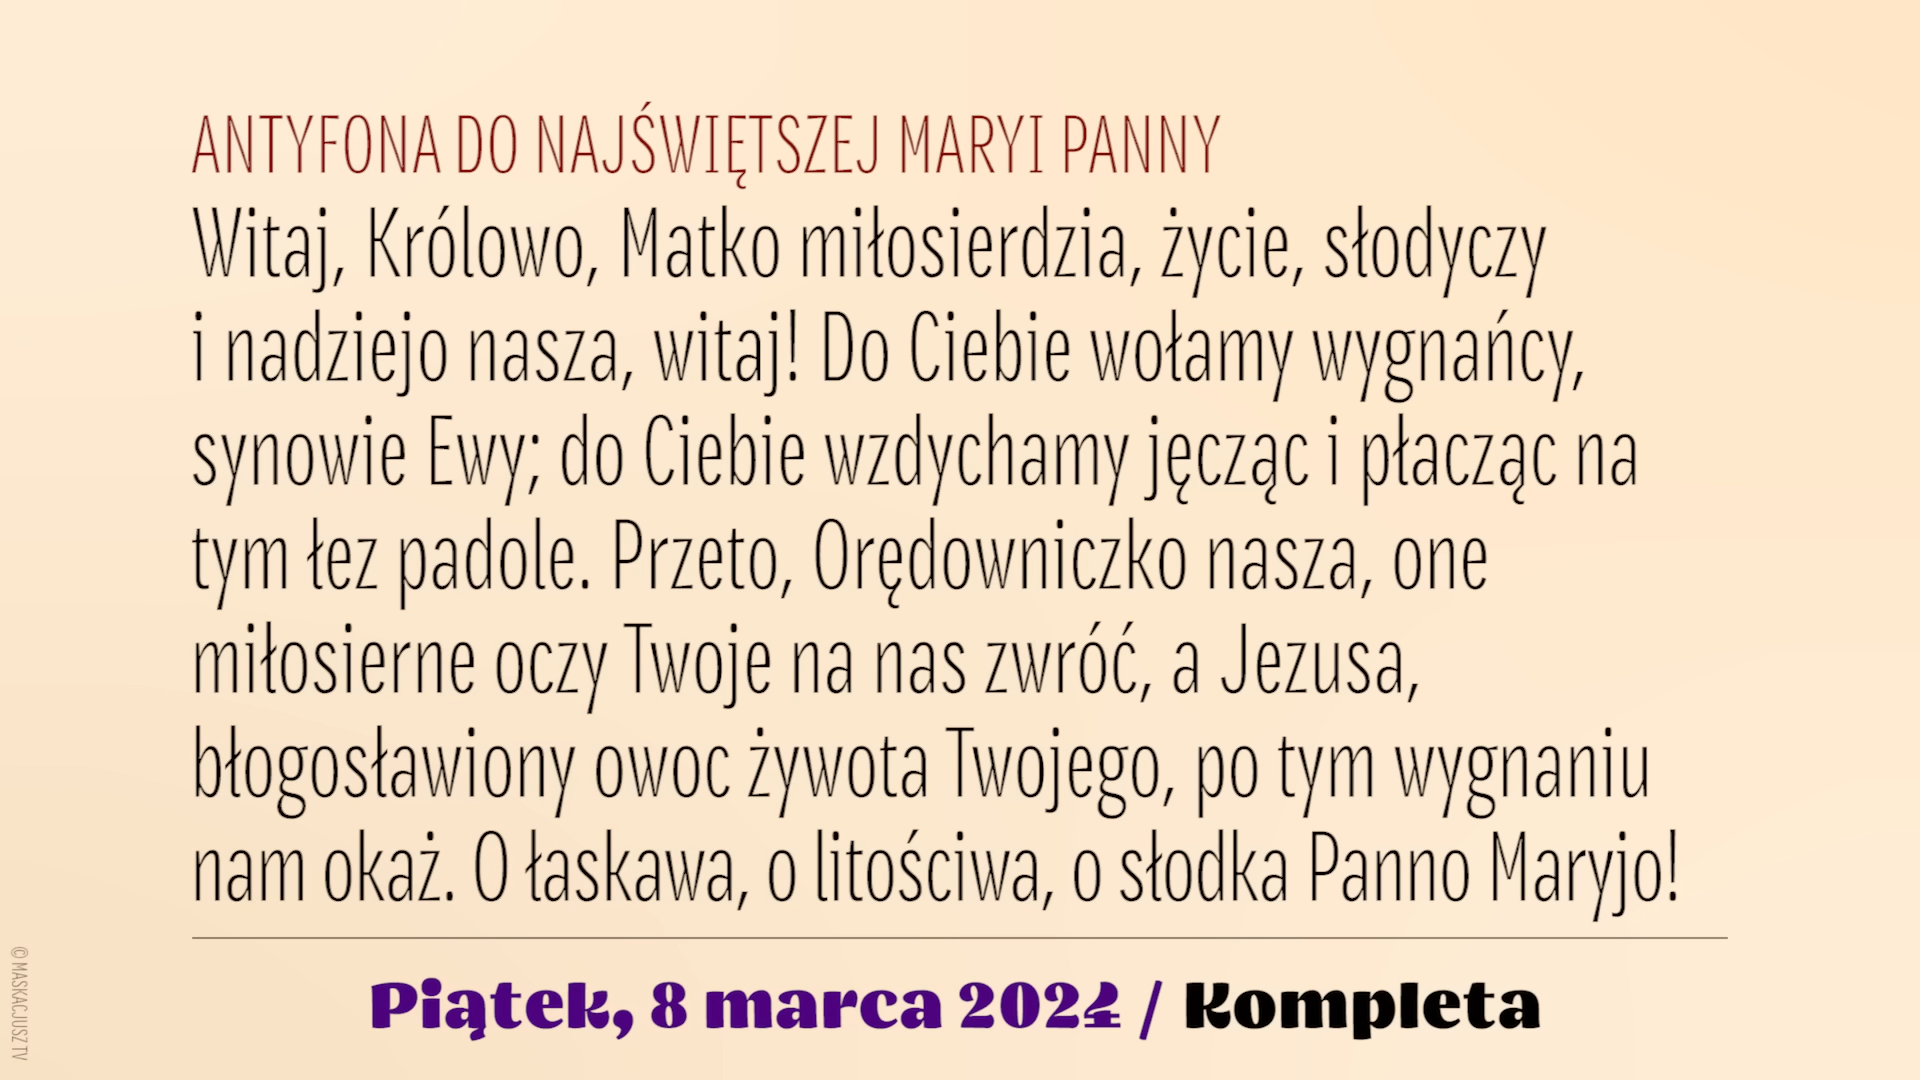 ANTYFONA DO NAJŚWIĘTSZEJ MARYI PANNY
Witaj, Królowo, Matko miłosierdzia, życie, słodyczy
i nadziejo nasza, witaj! Do Ciebie wołamy wygnańcy,
synowie Ewy; do Ciebie wzdychamy jęcząc i płacząc na
tym łez padole. Przeto, Orędowniczko nasza, one
miłosierne oczy Twoje na nas zwróć, a Jezusa,
błogosławiony owoc żywota Twojego, po tym wygnaniu
nam okaż. O łaskawa, o litościwa, o słodka Panno Maryjo!
Piątek, 8 marca 2024 / Kompleta
© MASKACJUSZ TV